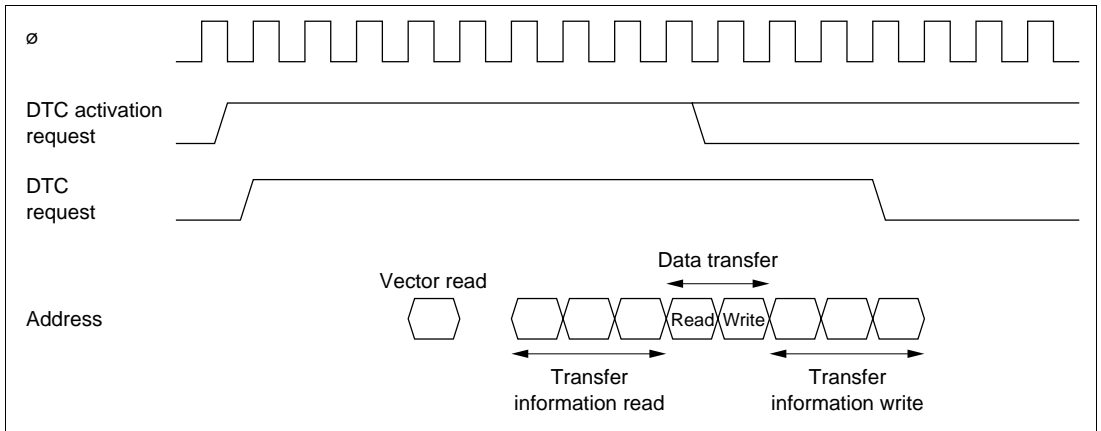 ø
DTC activation
request
DTC
request
Data transfer
Vector read
Address
Read Write
Transfer
information read
Transfer
information write